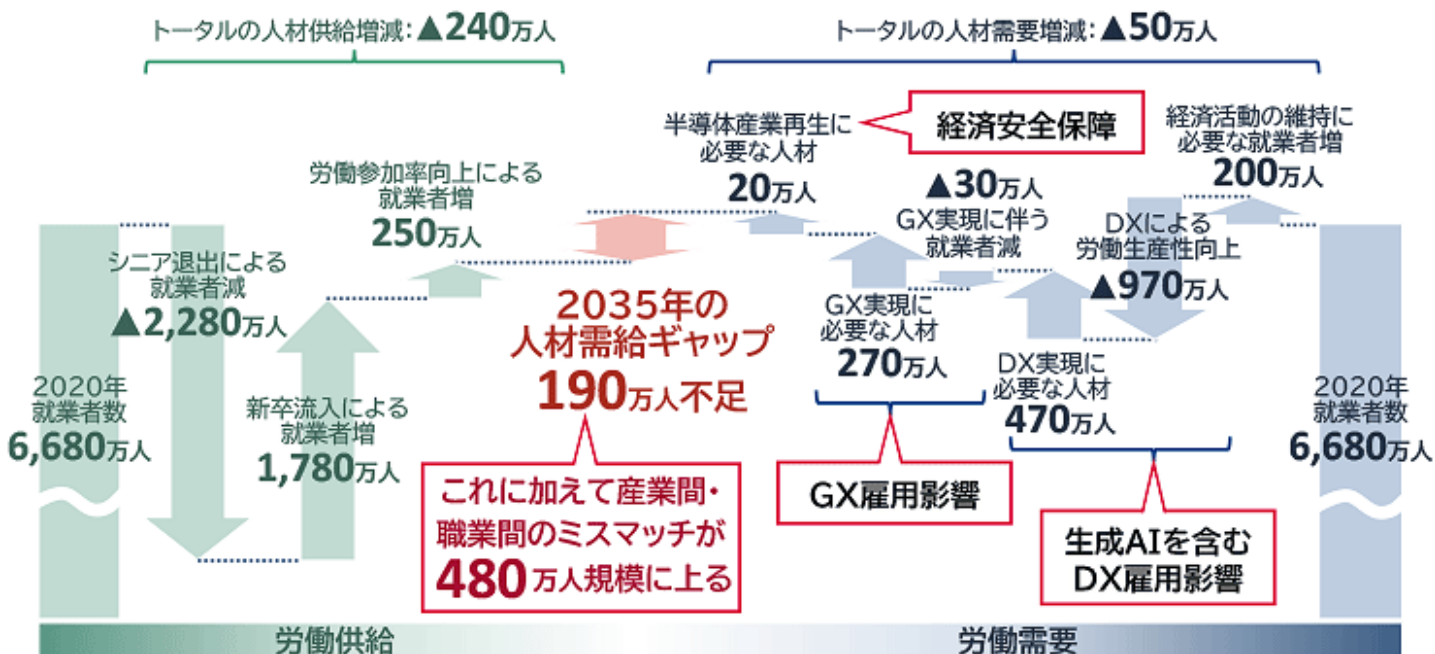 トータルの人材供給増減：▲240万人
トータルの人材需要増減：▲50万人
2020年
就業者数
6,680万人
シニア退出による
就業者減
▲2,280万人
新卒流入による
就業者増
1,780万人
労働参加率向上による
就業者増
250万人
2035年の
人材需給ギャップ
190万人不足
これに加えて産業間・
職業間のミスマッチが
480万人規模に上る
半導体産業再生に
必要な人材
20万人
経済安全保障
GX実現に
必要な人材
270万人
▲30万人
GX実現に伴う
就業者減
GX雇用影響
DX実現に
必要な人材
470万人
DXによる
労働生産性向上
▲970万人
生成AIを含む
DX雇用影響
経済活動の維持に
必要な就業者増
200万人
2020年
就業者数
6,680万人
労働供給
労働需要